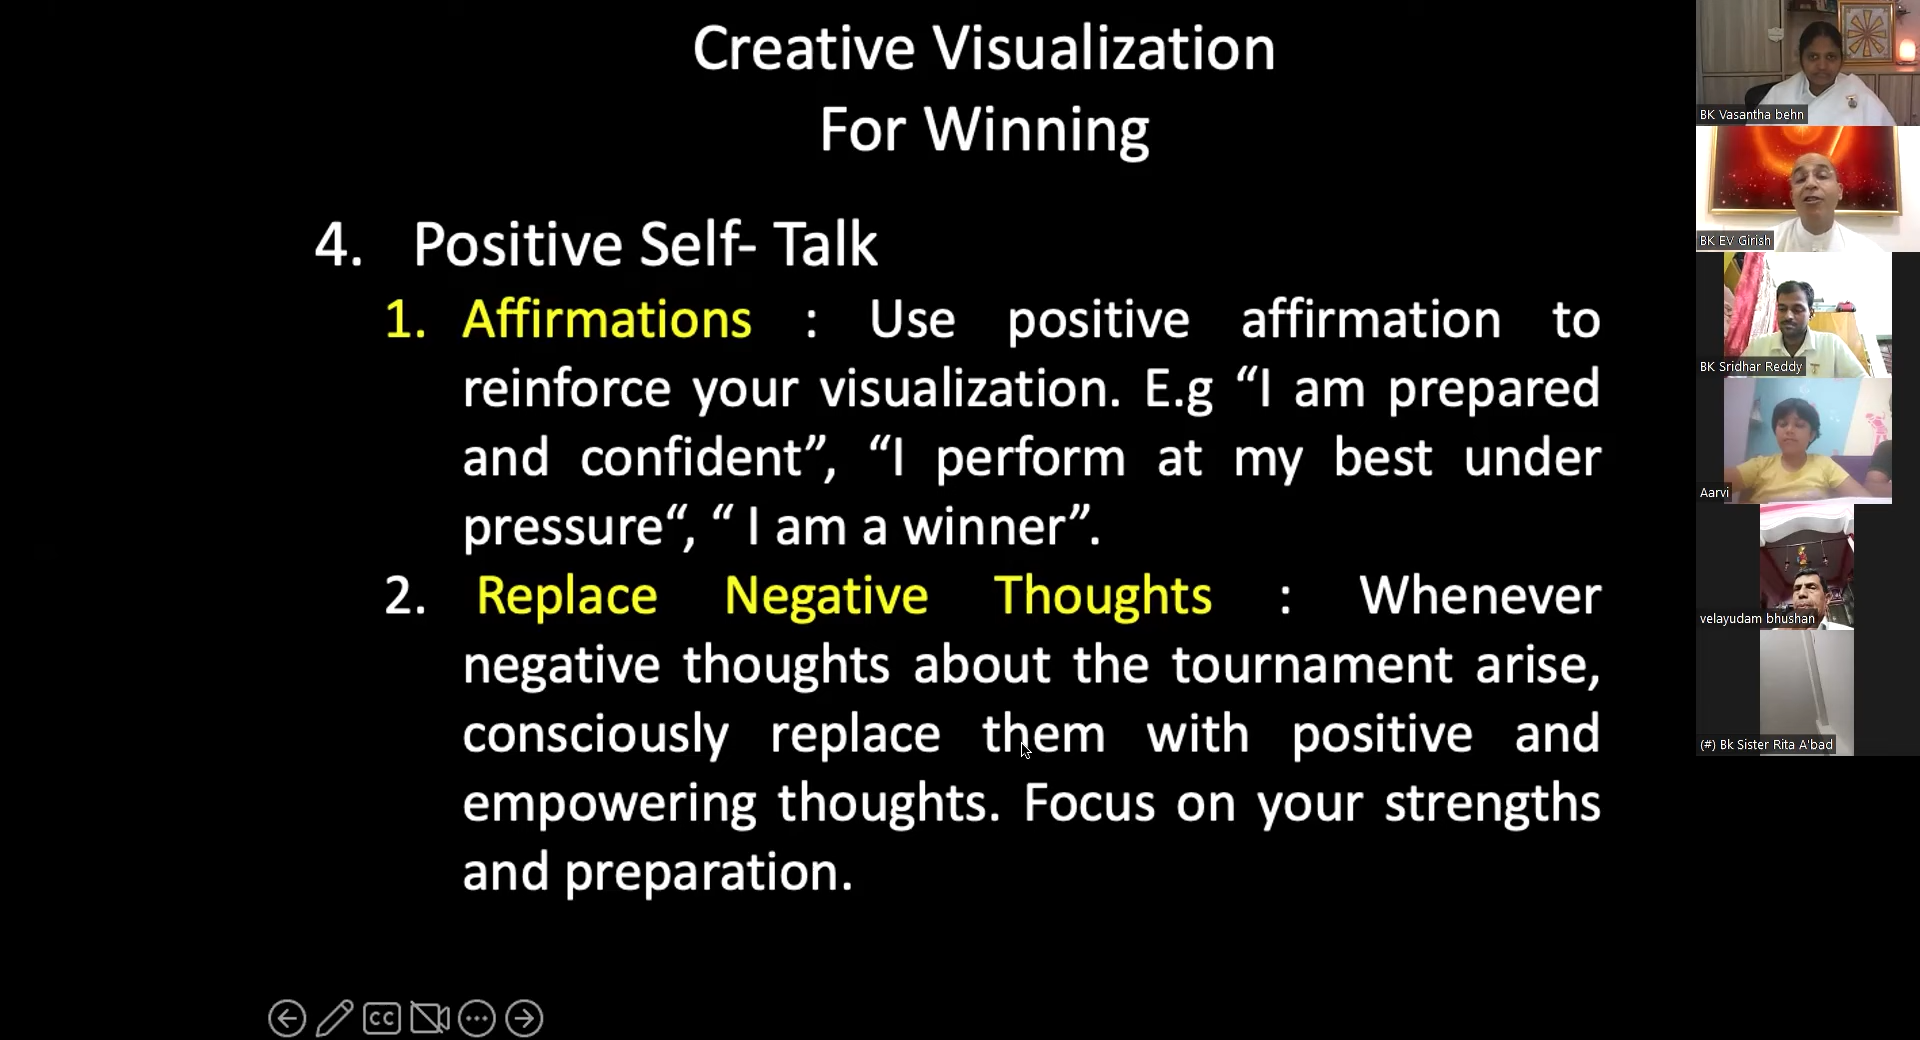 Creative Visualization
For Winning
4. Positive Self- Talk
1. Affirmations : Use positive affirmation to
reinforce your visualization. E.g “I am prepared
and confident”, “I perform at my best under
pressure“, “ I am a winner”.
2. Replace Negative Thoughts : Whenever
negative thoughts about the tournament arise,
consciously replace them with positive and
empowering thoughts. Focus on your strengths
and preparation.
CC
BK Vasantha behn
BK EV Girish
BK Sridhar Reddy
Aarvi
velayudam bhushan
(#) Bk Sister Rita A'bad